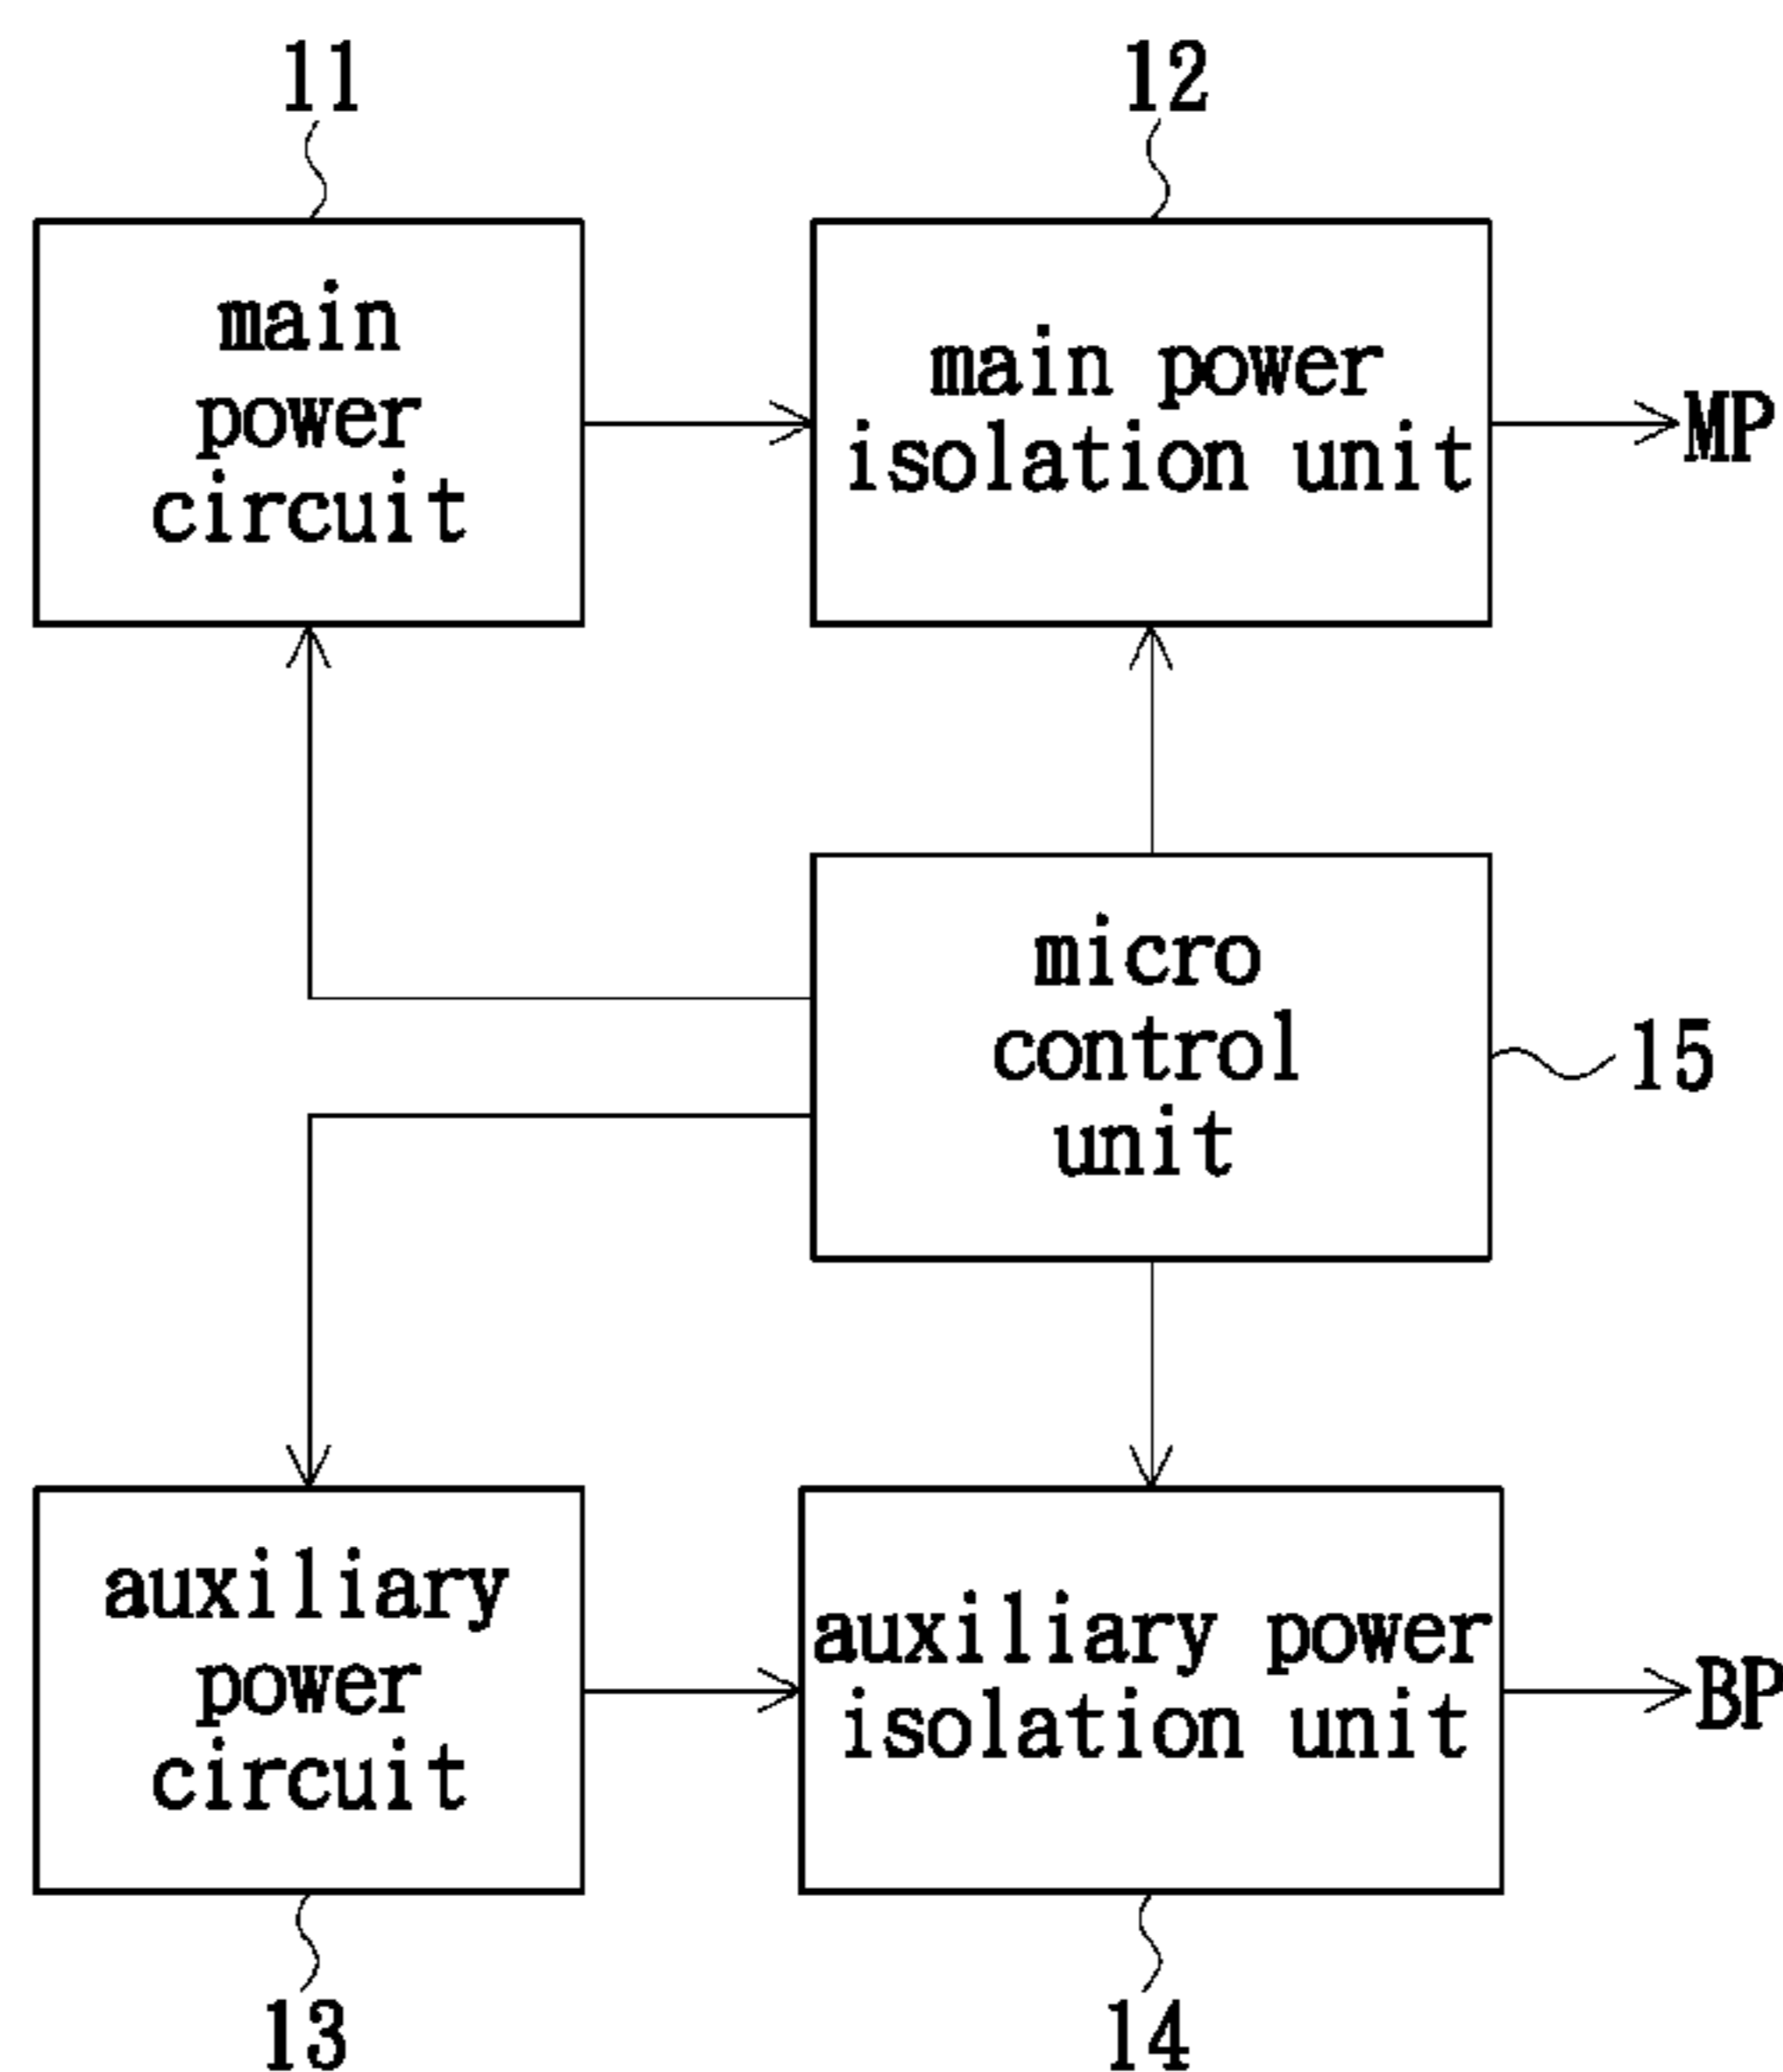 11
12
main
power
circuit
main power
isolation unit
MP
micro
control
unit
15
auxiliary
power
circuit
auxiliary power
isolation unit
BP
13
14